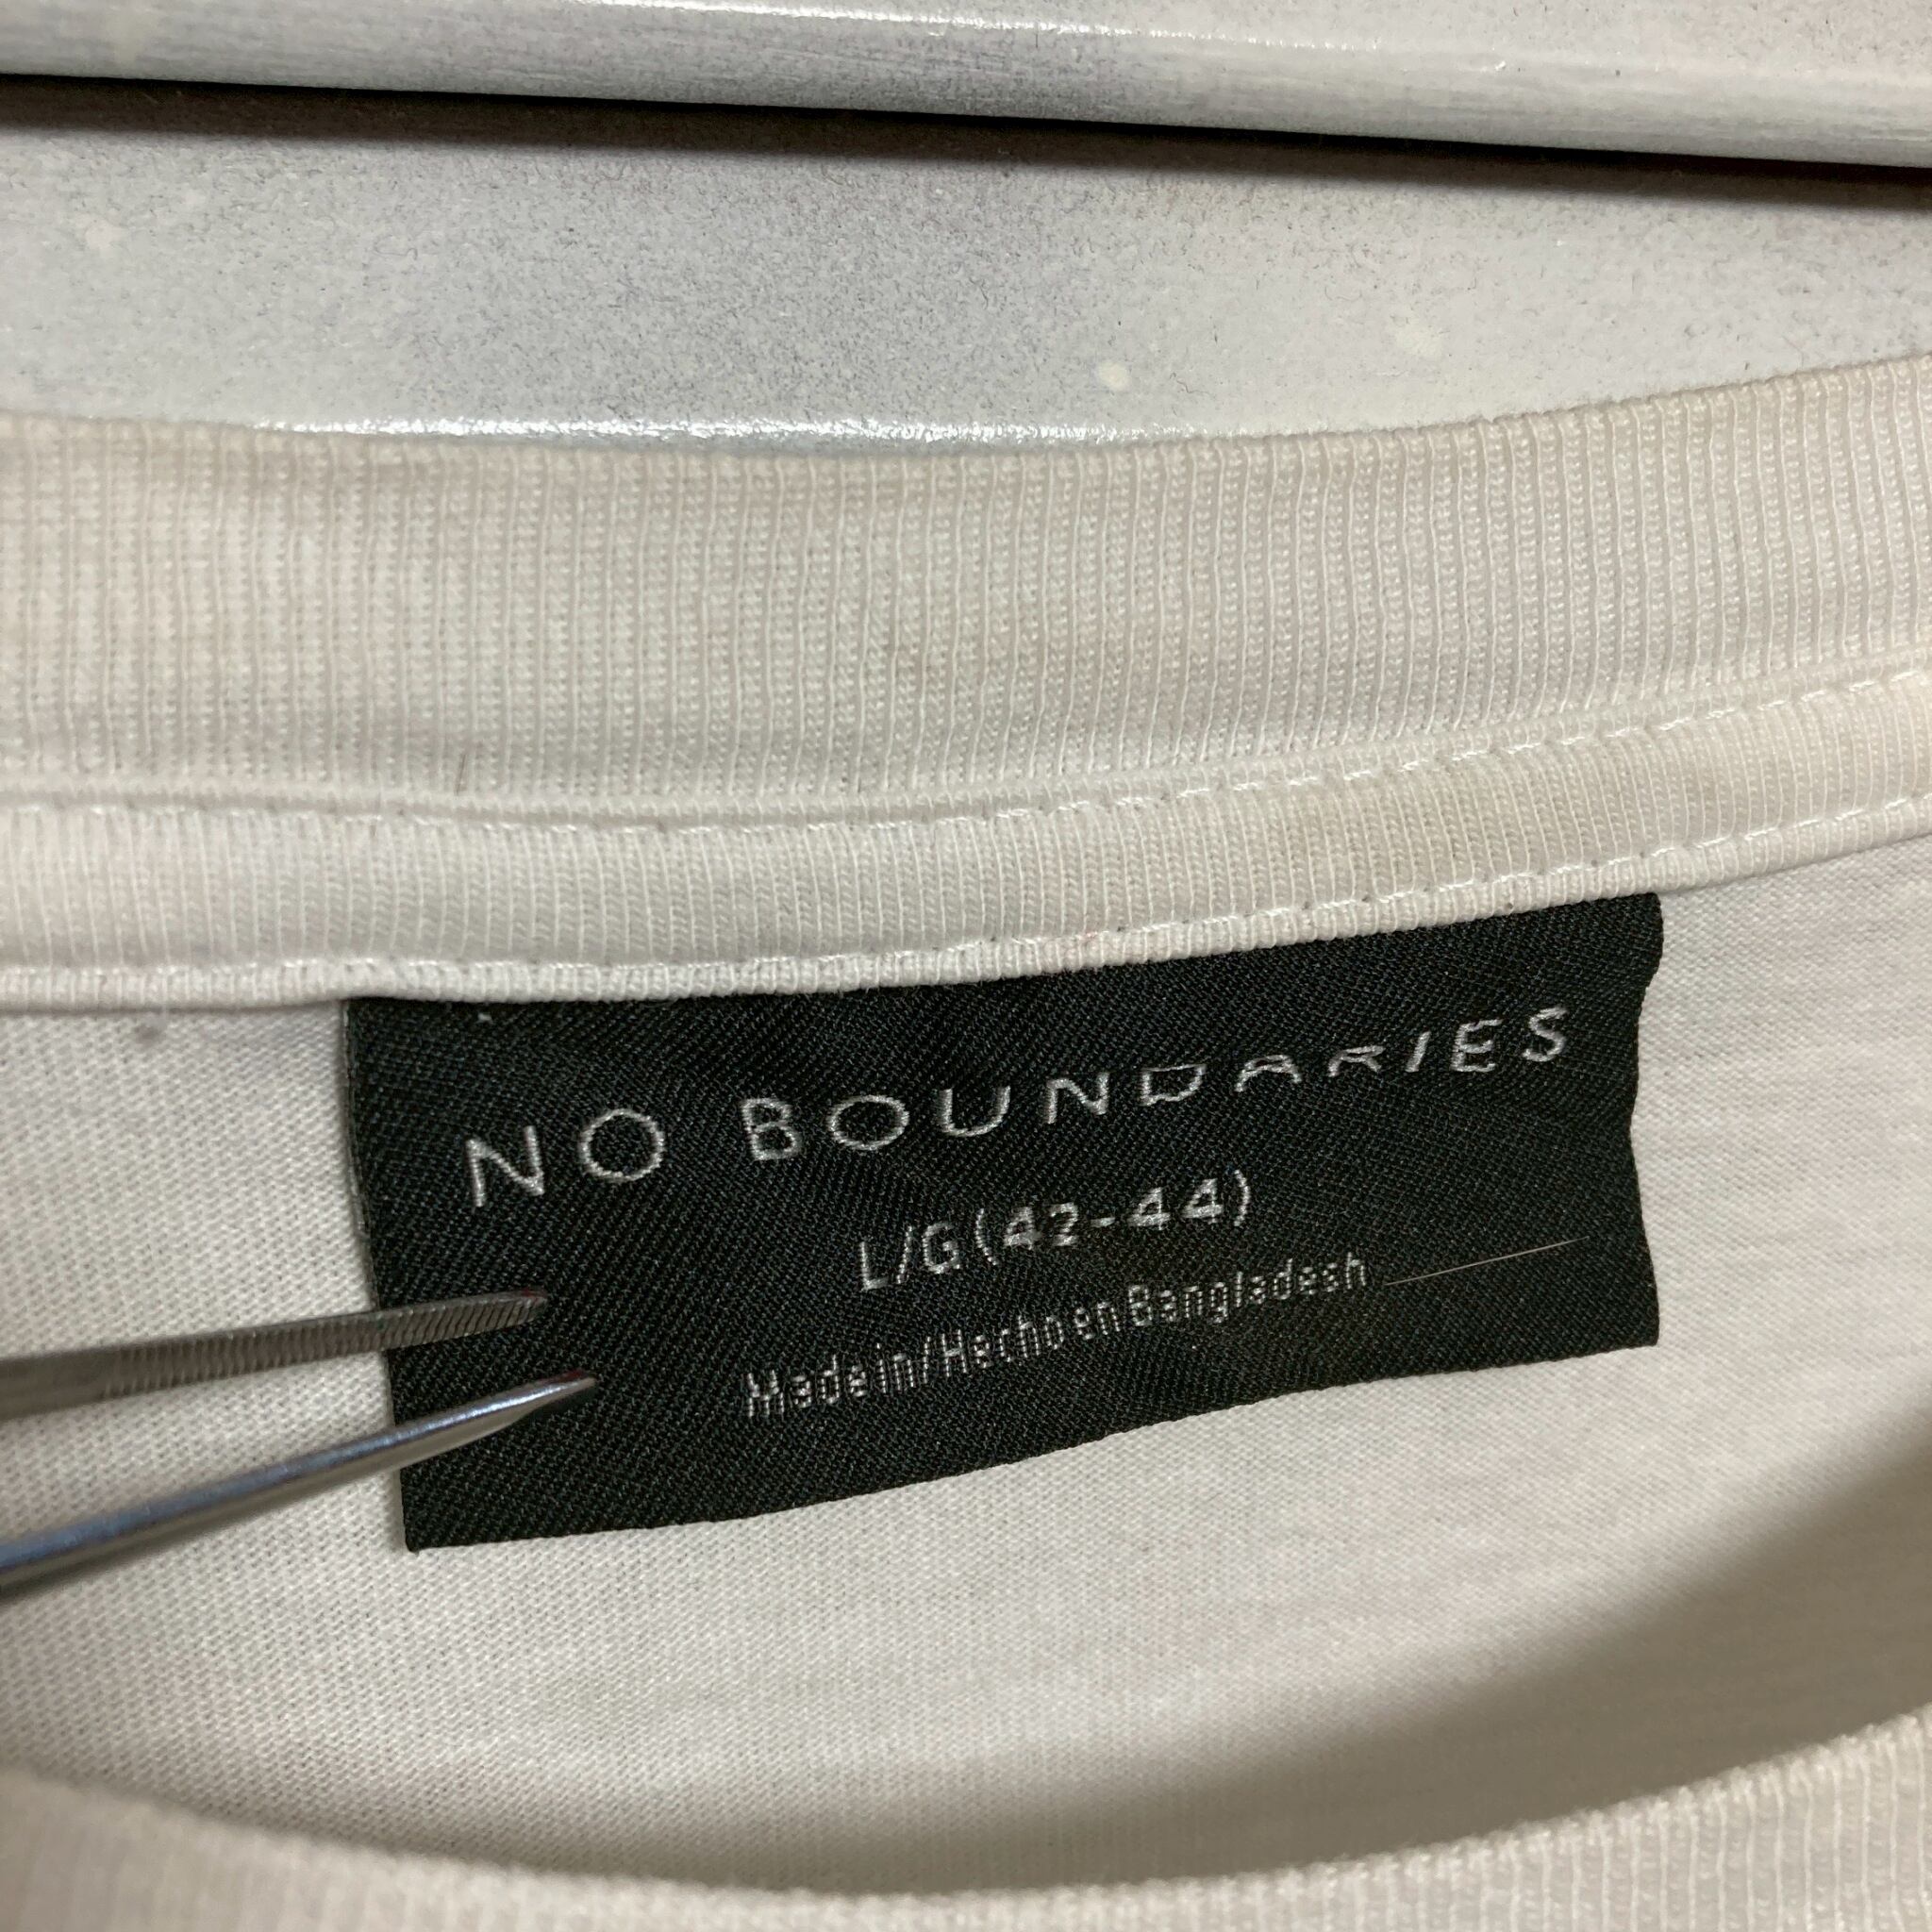 NO BOUNDARIES
L/G (42-44)
Made in/Hecho en Bangladesh